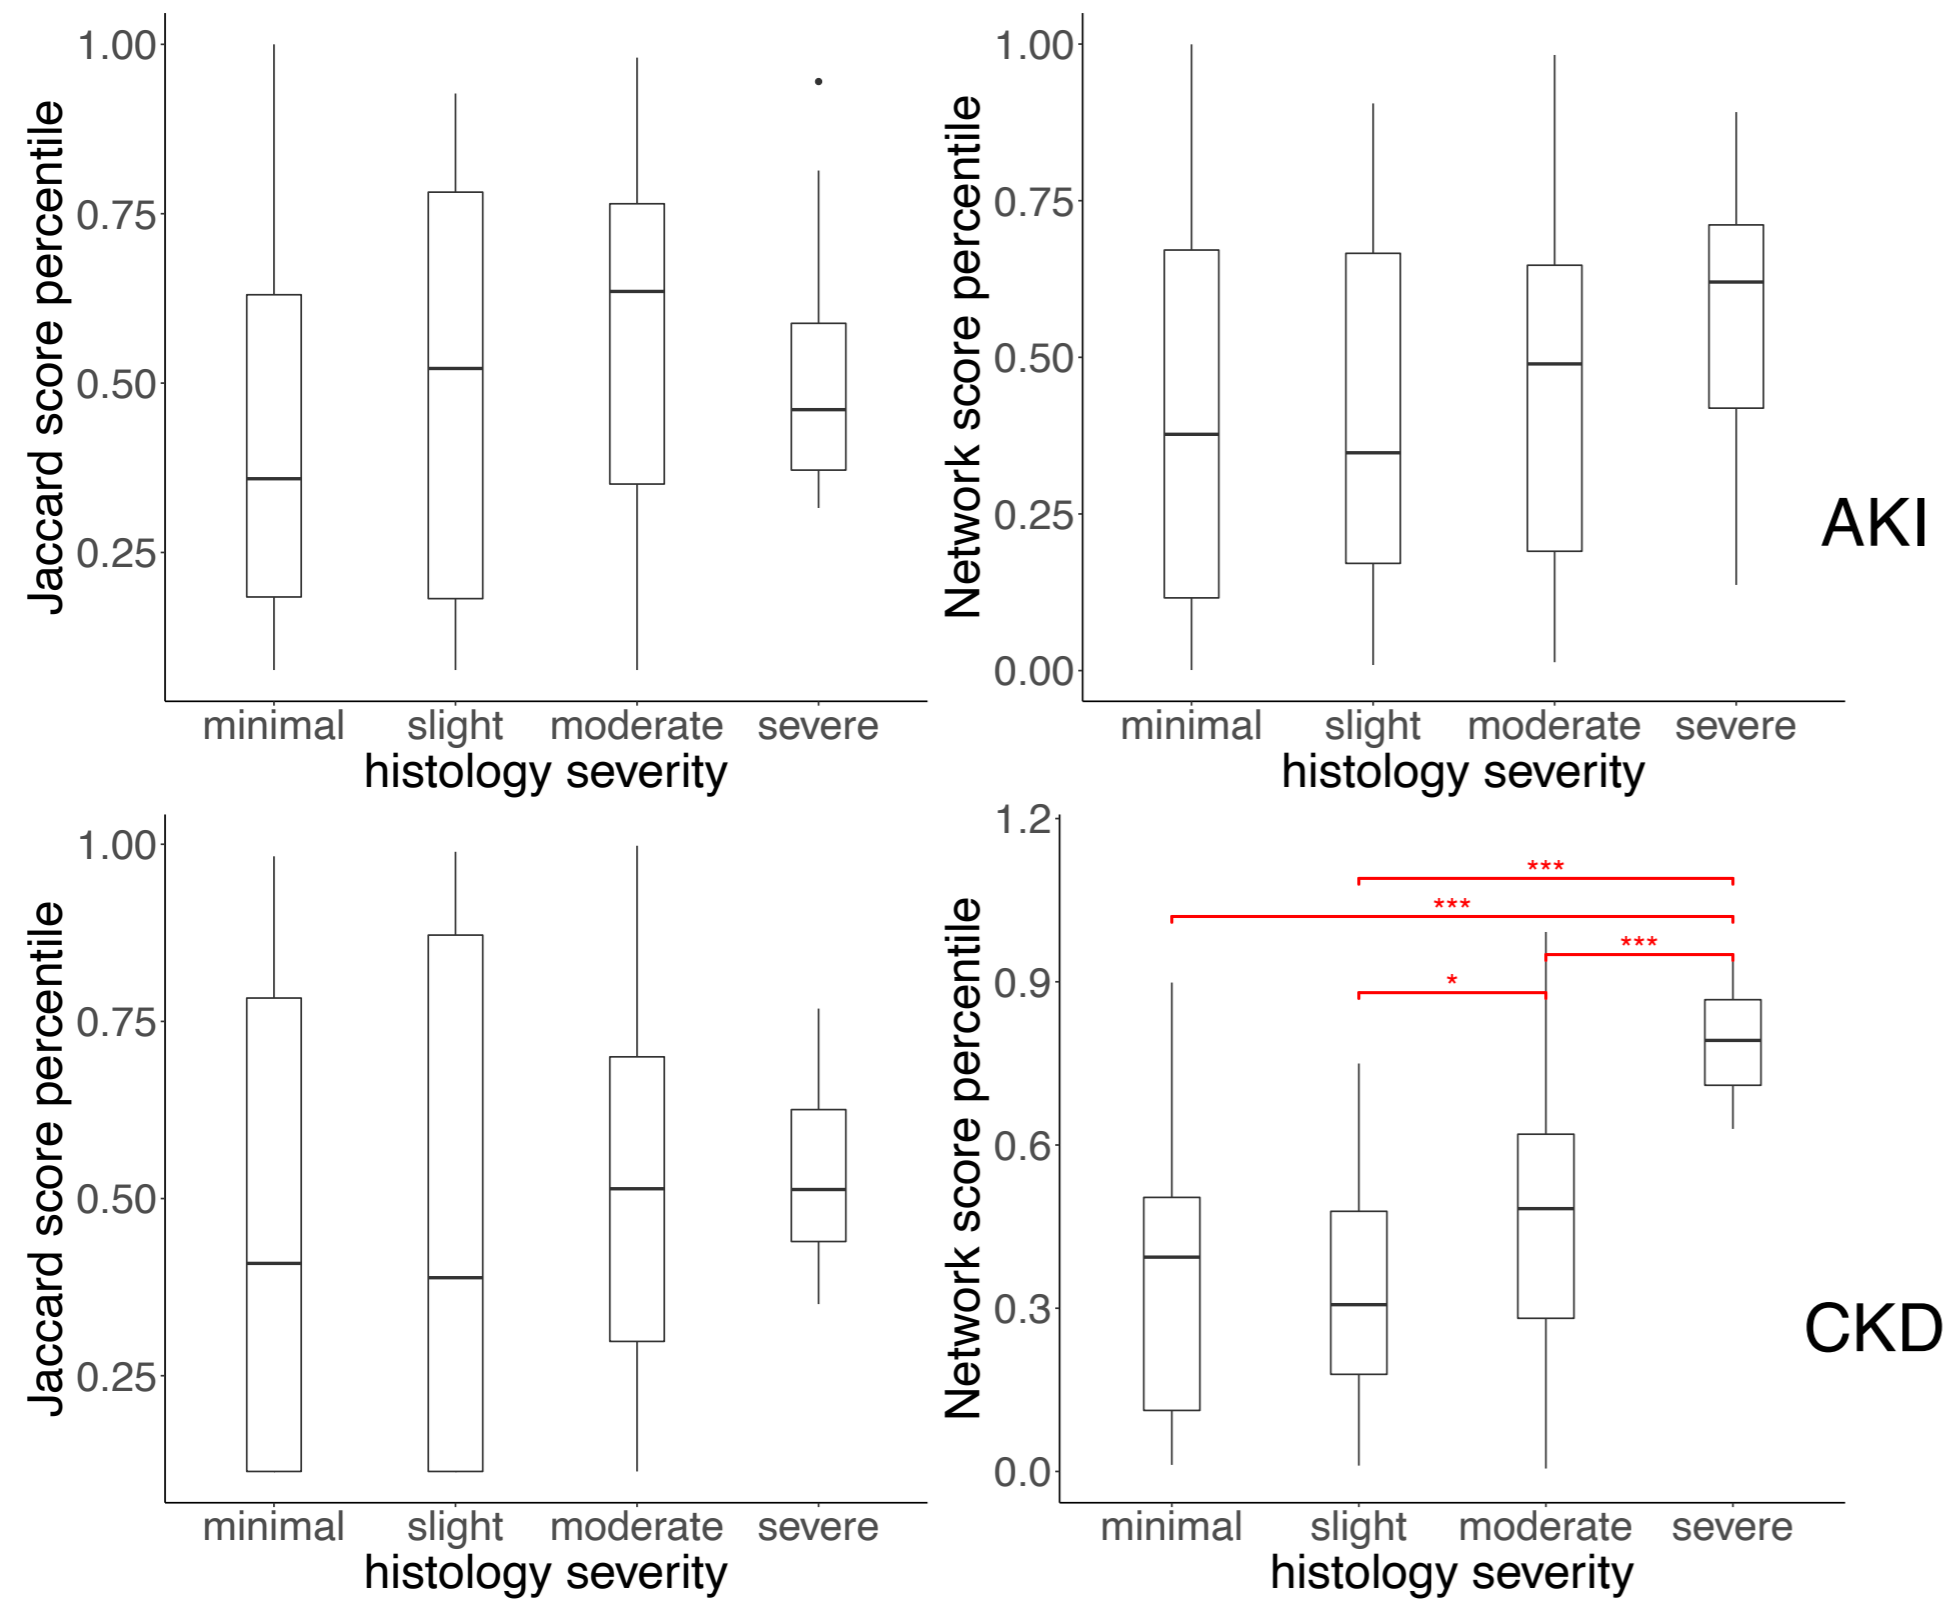 Jaccard score percentile
1.00
0.75
0.50
0.25
minimal slight moderate severe
histology severity
Network score percentile
1.00
0.75
0.50
0.25
0.00
minimal slight moderate severe
histology severity
AKI
Jaccard score percentile
1.00
0.75
0.50
0.25
minimal slight moderate severe
histology severity
Network score percentile
1.2
0.9
0.6
0.3
0.0
***
***
***
*
minimal slight moderate severe
histology severity
CKD